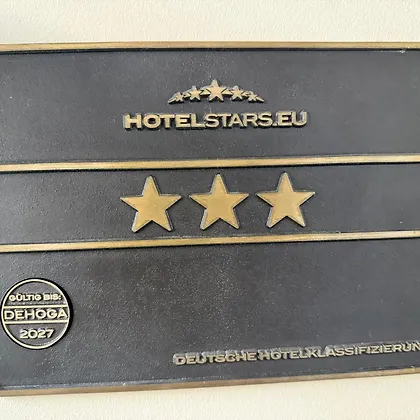 HOTELSTARS.EU
GÜLTIG BIS:
DEHOGA
2027
DEUTSCHE HOTELKLASSIFIZIERUN